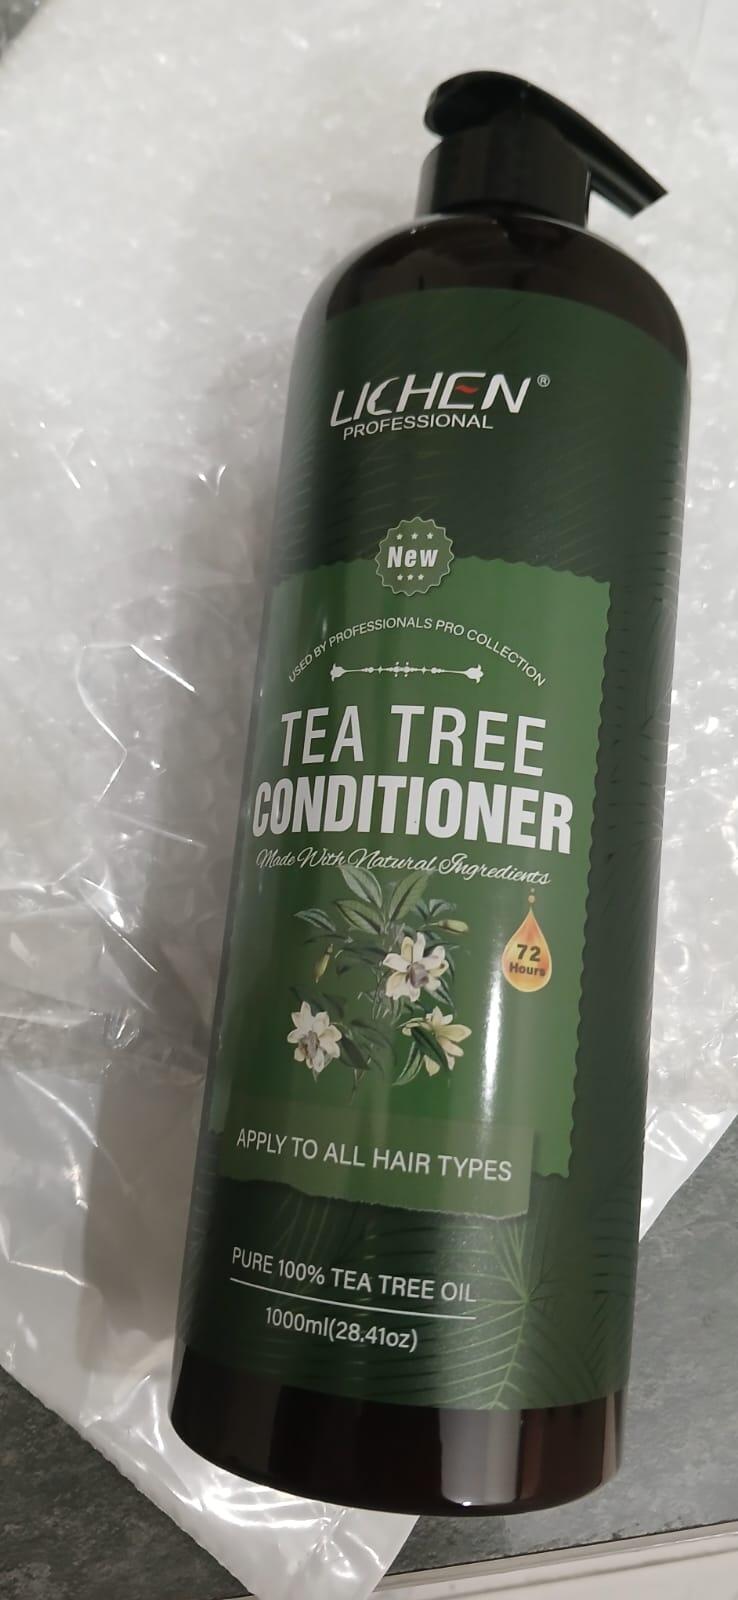 LICHEN®
PROFESSIONAL
New
USED BY PROFESSIONALS PRO COLLECTION
TEA TREE
CONDITIONER
Made With Natural Ingredients
72
Hours
APPLY TO ALL HAIR TYPES
PURE 100% TEA TREE OIL
1000ml(28.41oz)